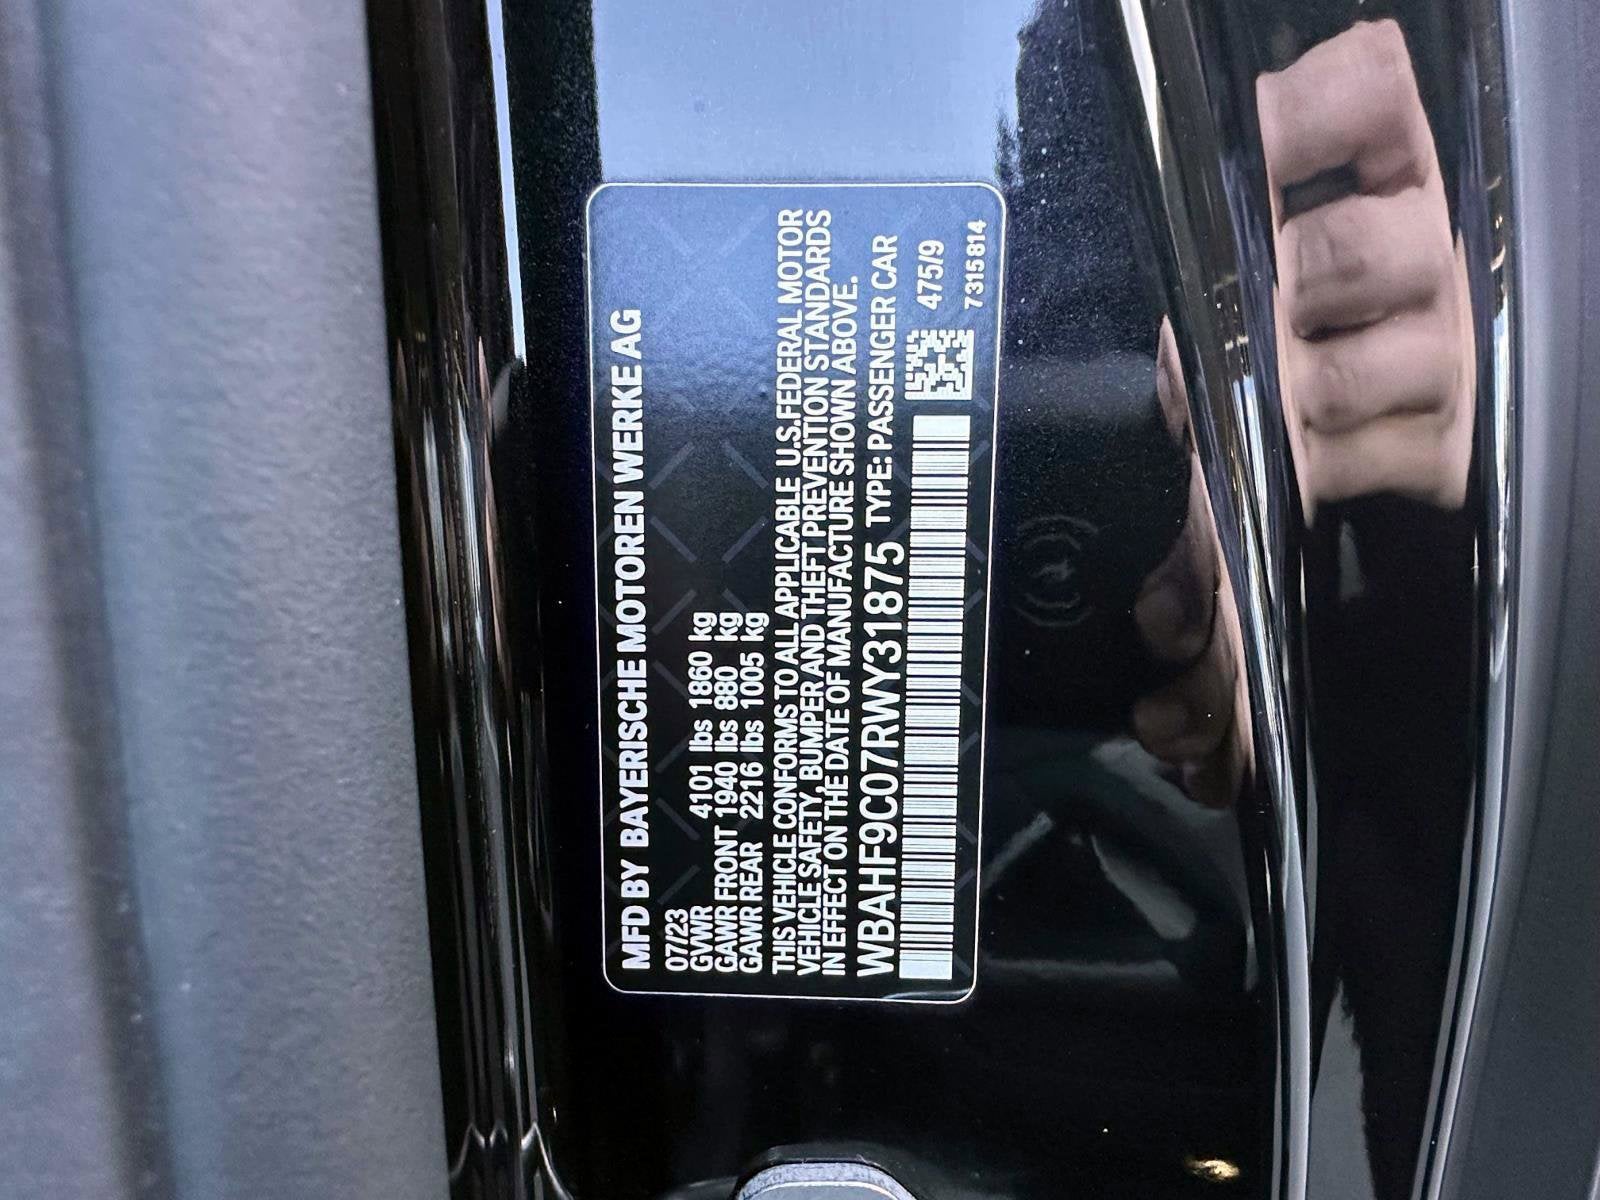 MFD BY BAYERISCHE MOTOREN WERKE AG
07/23
GVWR 4101 lbs 1860 kg
GAWR FRONT 1940 lbs 880 kg
GAWR REAR 2216 lbs 1005 kg
THIS VEHICLE CONFORMS TO ALL APPLICABLE U.S.FEDERAL MOTOR
VEHICLE SAFETY, BUMPER AND THEFT PREVENTION STANDARDS
IN EFFECT ON THE DATE OF MANUFACTURE SHOWN ABOVE.
WBAHF9C07RWY31875 TYPE: PASSENGER CAR
475/9
7315814